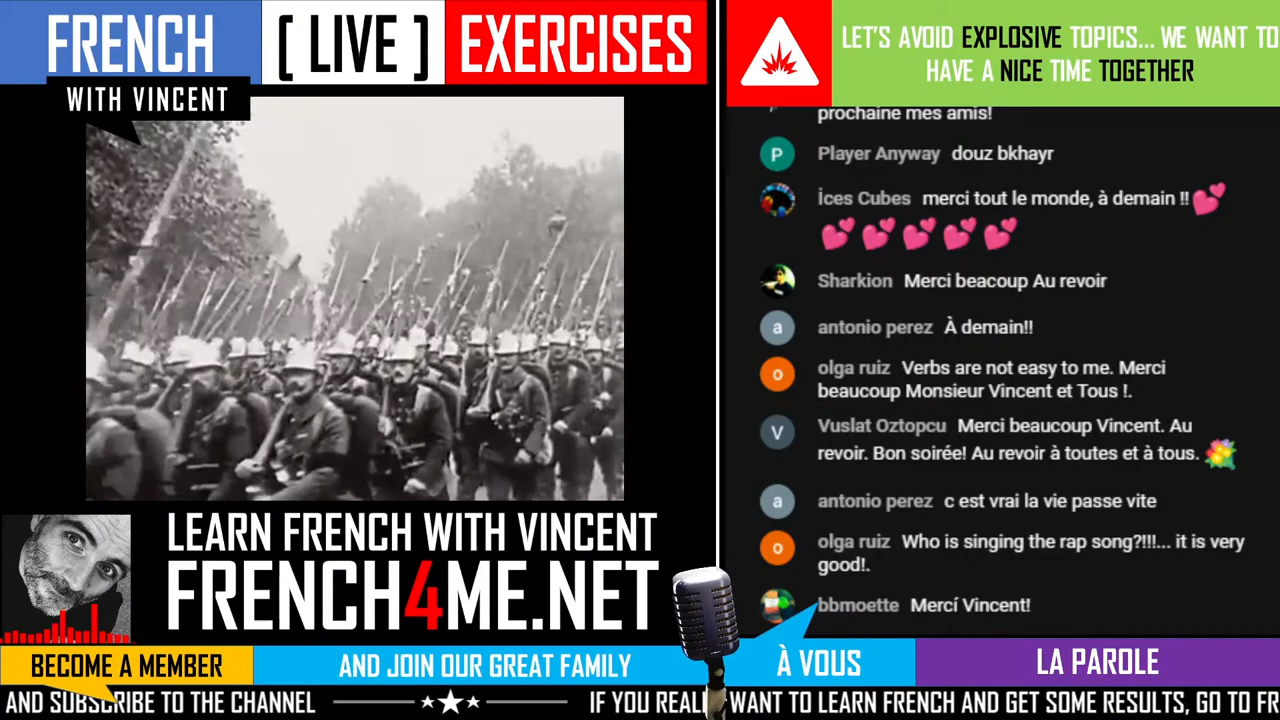 FRENCH
WITH VINCENT
[ LIVE ]
EXERCISES
LET'S AVOID EXPLOSIVE TOPICS... WE WANT TO
HAVE A NICE TIME TOGETHER
prochaine mes amis!
P Player Anyway douz bkhayr
İces Cubes merci tout le monde, à demain !!
Sharkion Merci beacoup Au revoir
a antonio perez À demain!!
o olga ruiz Verbs are not easy to me. Merci
beaucoup Monsieur Vincent et Tous !.
V Vuslat Oztopcu Merci beaucoup Vincent. Au
revoir. Bon soirée! Au revoir à toutes et à tous.
a antonio perez c est vrai la vie passe vite
o olga ruiz Who is singing the rap song?!!!... it is very
good!.
bbmoette Mercí Vincent!
LEARN FRENCH WITH VINCENT
FRENCH4ME.NET
BECOME A MEMBER
AND JOIN OUR GREAT FAMILY
À VOUS
LA PAROLE
AND SUBSCRIBE TO THE CHANNEL
IF YOU REALL WANT TO LEARN FRENCH AND GET SOME RESULTS, GO TO FR